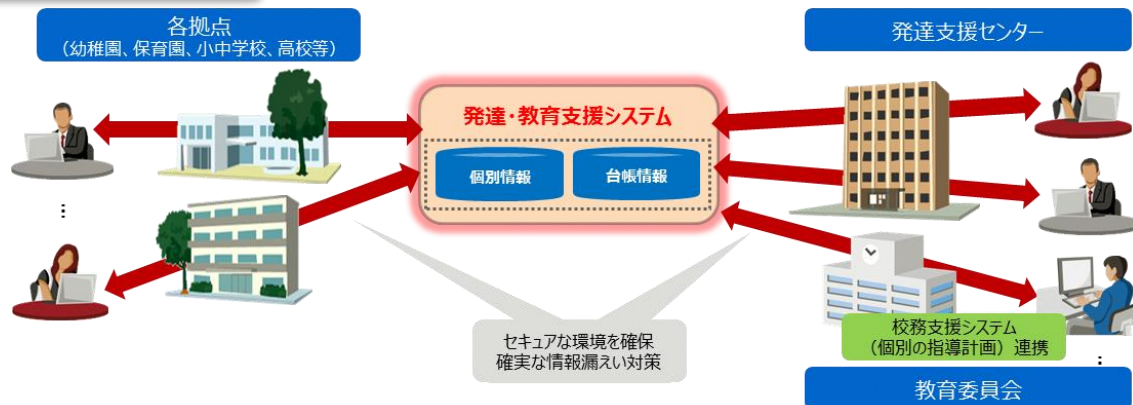 各拠点
（幼稚園、保育園、小中学校、高校等）
発達支援センター
発達・教育支援システム
個別情報
台帳情報
セキュアな環境を確保
確実な情報漏えい対策
校務支援システム
（個別の指導計画）連携
教育委員会